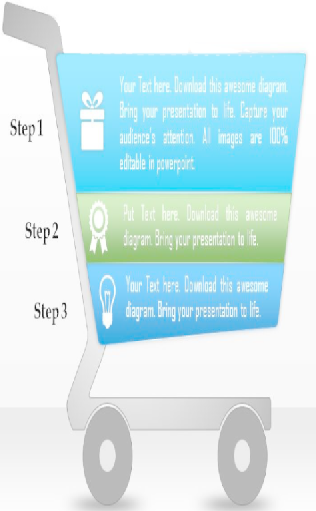 Your Text here. Download this awesome diagram.
Bring your presentation to life. Capture your
Step 1
audience's attention. All images are 100%
editable in powerpoint.
Put Text here. Download this awesome
Step 2
diagram. Bring your presentation to life.
Your Text here. Download this awesome
Step 3
diagram. Bring your presentation to life.